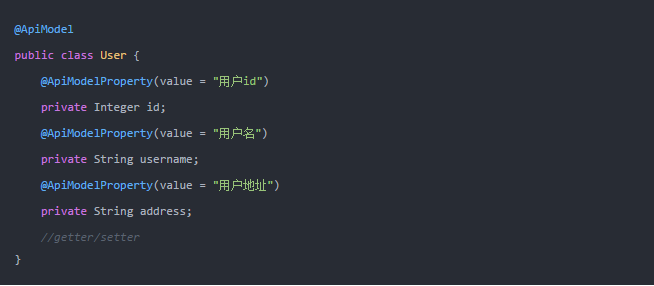 @ApiModel
public class User {
@ApiModelProperty(value = "用户id")
private Integer id;
@ApiModelProperty(value = "用户名")
private String username;
@ApiModelProperty(value = "用户地址")
private String address;
//getter/setter
}